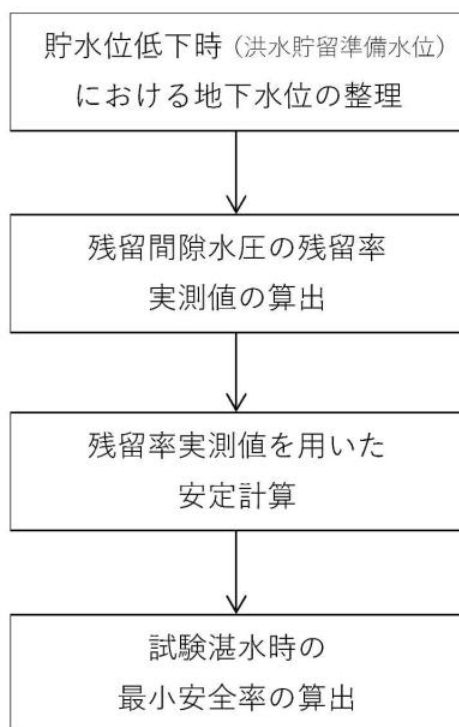 貯水位低下時（洪水貯留準備水位）
における地下水位の整理
残留間隙水圧の残留率
実測値の算出
残留率実測値を用いた
安定計算
試験湛水時の
最小安全率の算出